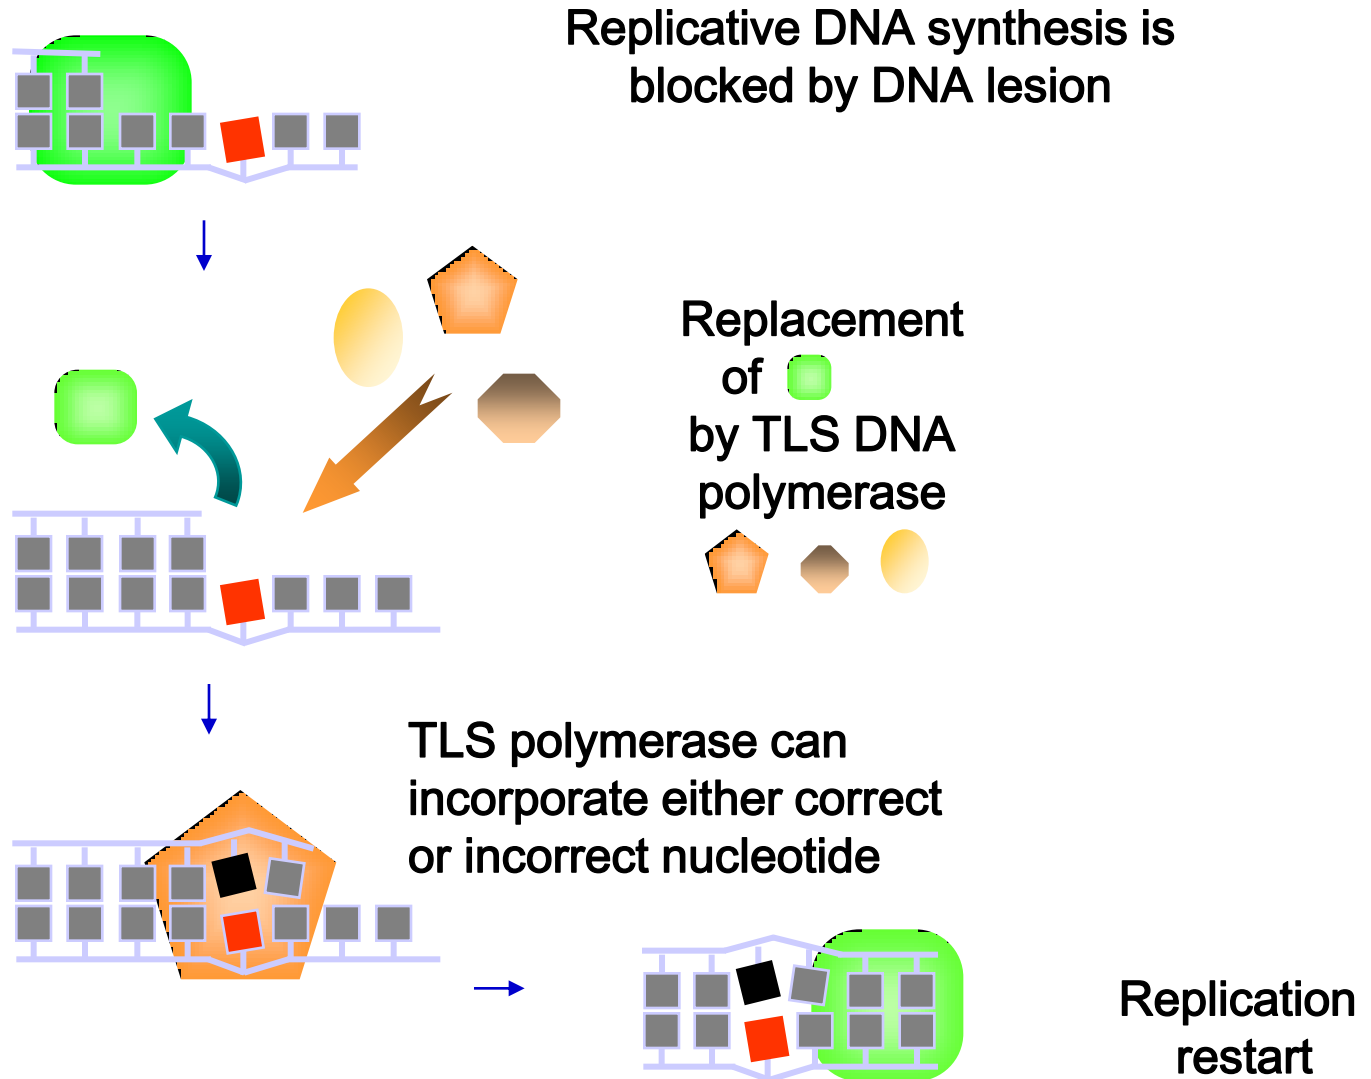 Replicative DNA synthesis is
blocked by DNA lesion
Replacement
of
by TLS DNA
polymerase
TLS polymerase can
incorporate either correct
or incorrect nucleotide
Replication
restart